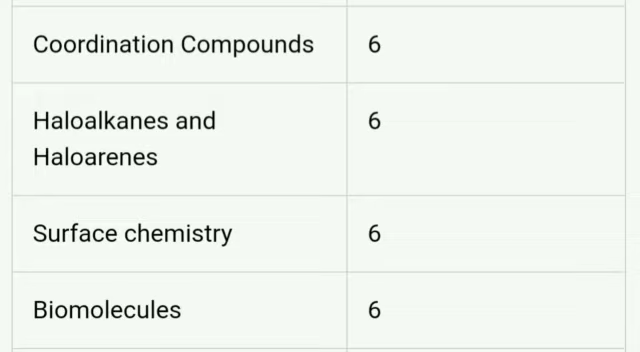 Coordination Compounds 6
Haloalkanes and 6
Haloarenes
Surface chemistry 6
Biomolecules 6